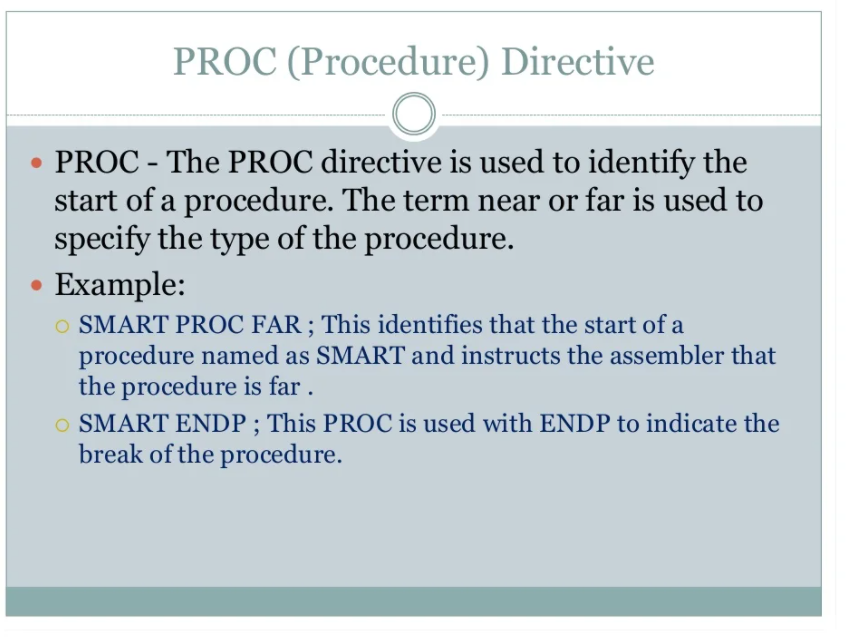 PROC (Procedure) Directive
PROC - The PROC directive is used to identify the
start of a procedure. The term near or far is used to
specify the type of the procedure.
Example:
SMART PROC FAR ; This identifies that the start of a
procedure named as SMART and instructs the assembler that
the procedure is far .
SMART ENDP ; This PROC is used with ENDP to indicate the
break of the procedure.